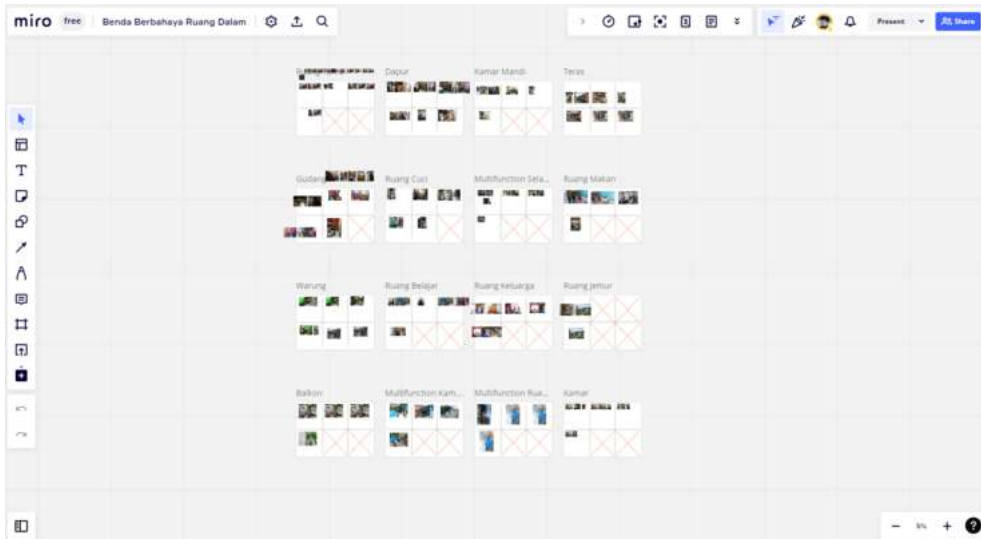 miro free Benda Berbahaya Ruang Dalam
Present Share
Dapur Kamar Mandi Teras
Gudang Ruang Cuci Multifunction Sela... Ruang Makan
Warung Ruang Belajar Ruang Keluarga Ruang Jemur
Balkon Multifunction Kam... Multifunction Rua... Kamar